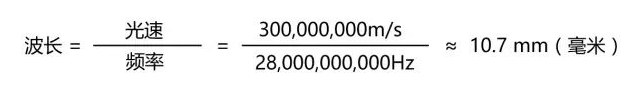 波长 = 光速 / 频率 = 300,000,000m/s / 28,000,000,000Hz ≈ 10.7 mm（毫米）